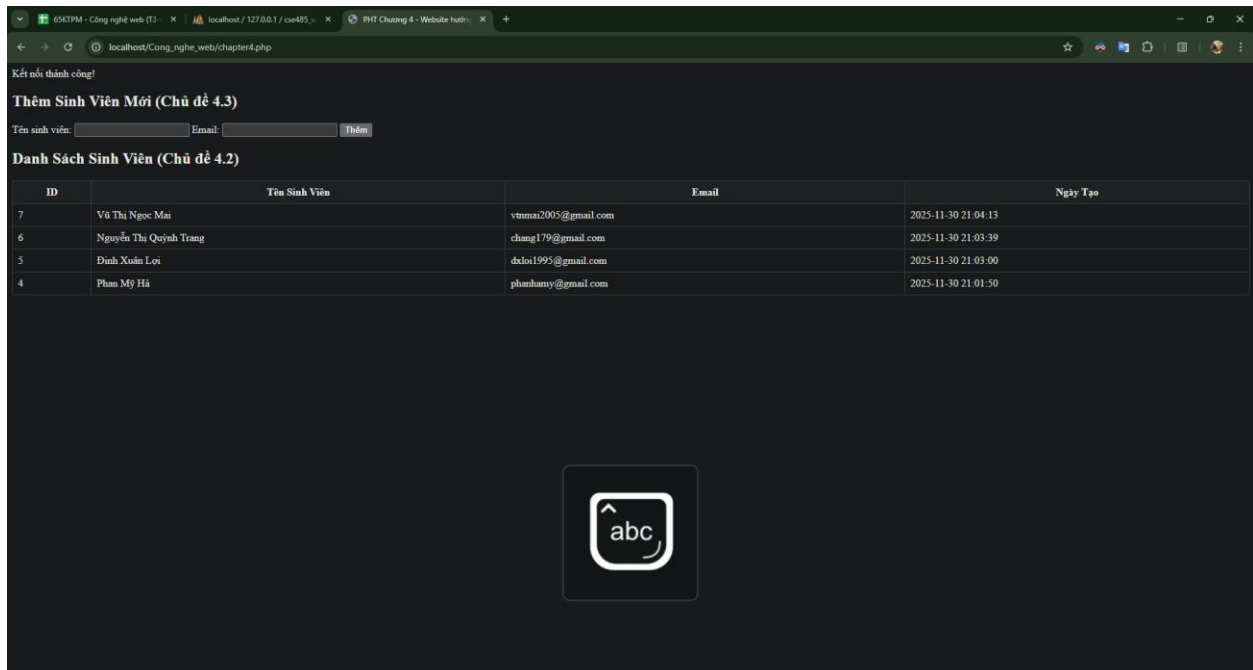 65KTPM - Công nghệ web (T3-
localhost / 127.0.0.1 / cse485_
PHT Chương 4 - Website hướn
localhost/Cong_nghe_web/chapter4.php
Kết nối thành công!
Thêm Sinh Viên Mới (Chủ đề 4.3)
Tên sinh viên: Email: Thêm
Danh Sách Sinh Viên (Chủ đề 4.2)
ID Tên Sinh Viên Email Ngày Tạo
7 Vũ Thị Ngọc Mai vtnmai2005@gmail.com 2025-11-30 21:04:13
6 Nguyễn Thị Quỳnh Trang chang179@gmail.com 2025-11-30 21:03:39
5 Đinh Xuân Lợi dxloi1995@gmail.com 2025-11-30 21:03:00
4 Phan Mỹ Hà phanhamy@gmail.com 2025-11-30 21:01:50
abc